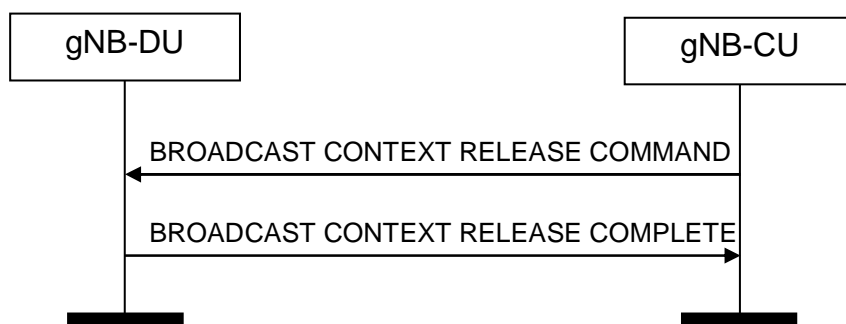 gNB-DU
gNB-CU
BROADCAST CONTEXT RELEASE COMMAND
BROADCAST CONTEXT RELEASE COMPLETE